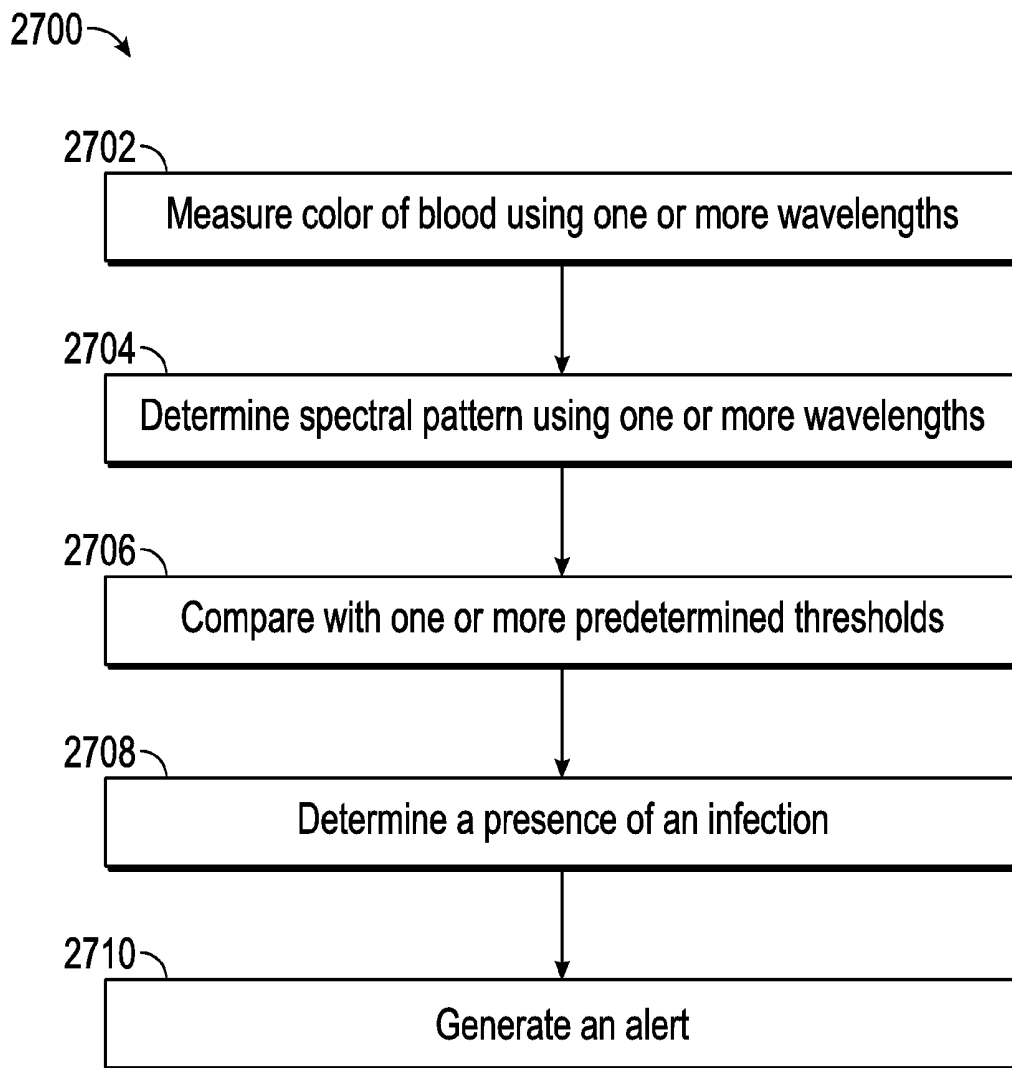 2700
2702
Measure color of blood using one or more wavelengths
2704
Determine spectral pattern using one or more wavelengths
2706
Compare with one or more predetermined thresholds
2708
Determine a presence of an infection
2710
Generate an alert